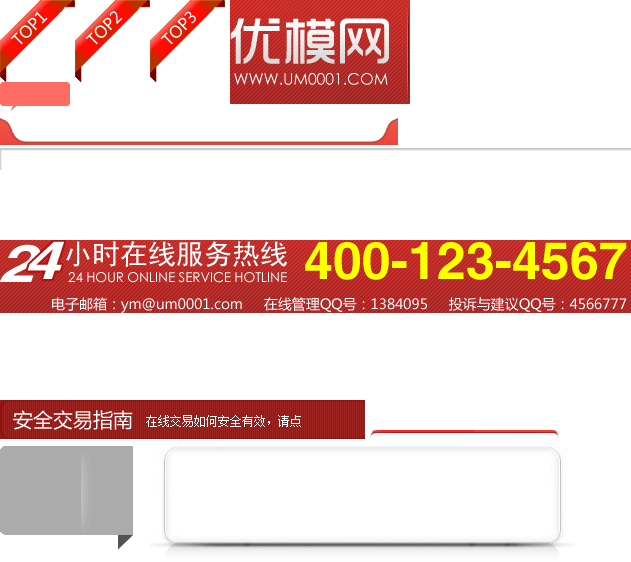 TOP1
TOP2
TOP3
优模网
WWW.UM0001.COM
24小时在线服务热线 400-123-4567
24 HOUR ONLINE SERVICE HOTLINE
电子邮箱：ym@um0001.com 在线管理QQ号：1384095 投诉与建议QQ号：4566777
安全交易指南 在线交易如何安全有效，请点